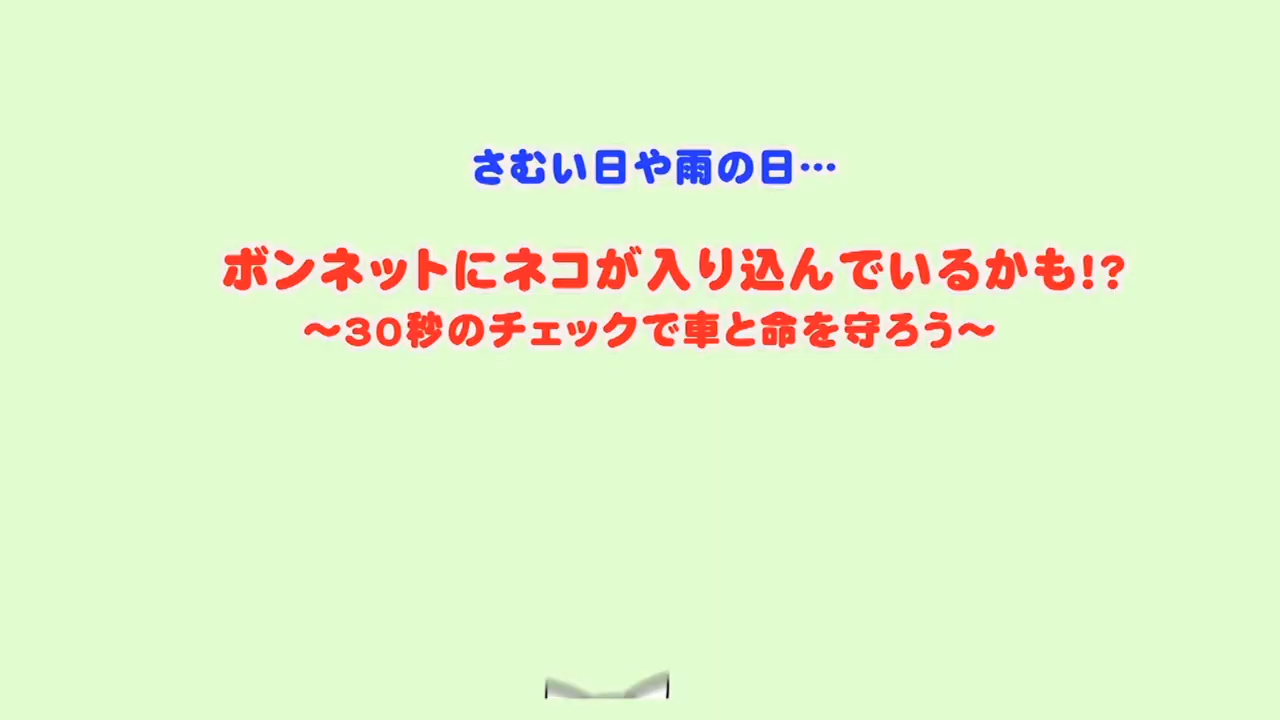 さむい日や雨の日…
ボンネットにネコが入り込んでいるかも!?
～30秒のチェックで車と命を守ろう～